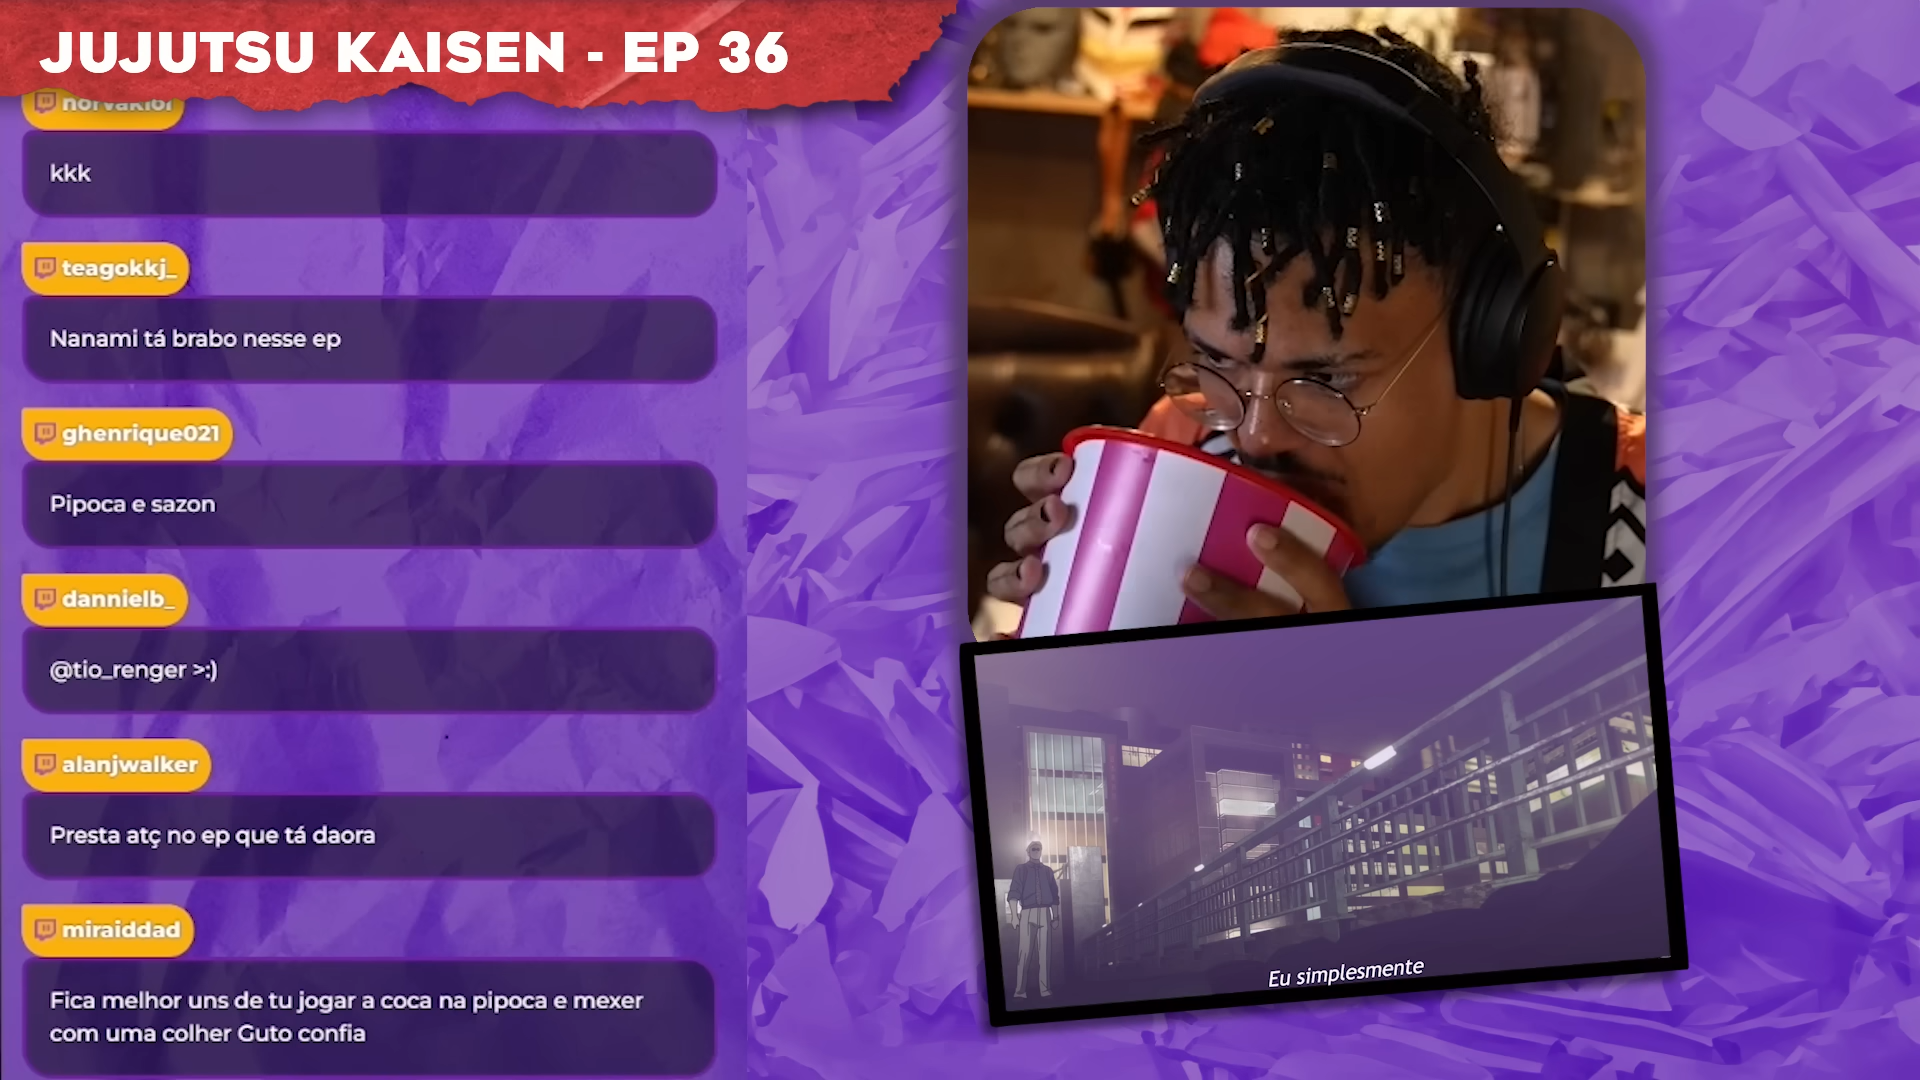 JUJUTSU KAISEN - EP 36
kkk
teagokkj_
Nanami tá brabo nesse ep
ghenrique021
Pipoca e sazon
dannielb_
@tio_renger >:)
alanjwalker
Presta atç no ep que tá daora
miraiddad
Fica melhor uns de tu jogar a coca na pipoca e mexer
com uma colher Guto confia
Eu simplesmente